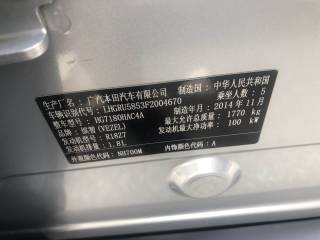 生产厂名：广汽本田汽车有限公司 制造国：中华人民共和国
车辆识别代号：LHGRU5853F2004670 乘坐人数：5
车辆型号：HG7180HAC4A 制造年月：2014年11月
品牌：缤智(VEZEL) 最大允许总质量：1770 kg
发动机型号：R18Z7 发动机最大净功率：100 kW
发动机排量：1.8L
外饰颜色代码：NH700M 内饰颜色代码：A